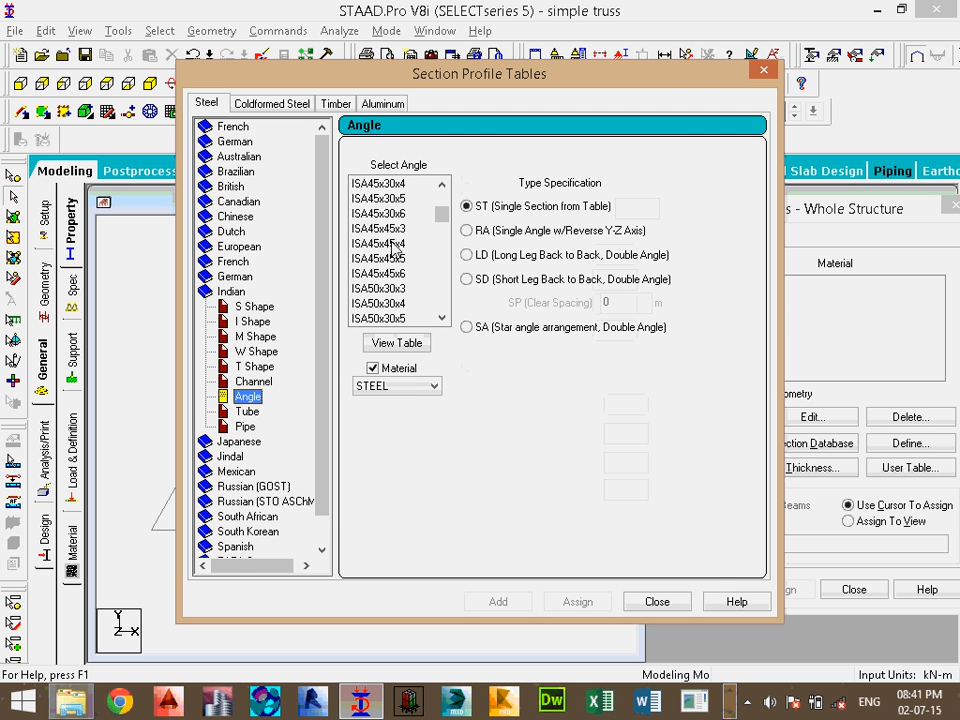 STAAD.Pro V8i (SELECTseries 5) - simple truss
File Edit View Tools Select Geometry Commands Analyze Mode Window Help
Section Profile Tables
Steel Coldformed Steel Timber Aluminum
French
German
Australian
Brazilian
British
Canadian
Chinese
Dutch
European
French
German
Indian
S Shape
I Shape
M Shape
W Shape
T Shape
Channel
Angle
Tube
Pipe
Japanese
Jindal
Mexican
Russian (GOST)
Russian (STO ASChM
South African
South Korean
Spanish
Angle
Select Angle
ISA45x30x4
ISA45x30x5
ISA45x30x6
ISA45x45x3
ISA45x45x4
ISA45x45x5
ISA45x45x6
ISA50x30x3
ISA50x30x4
ISA50x30x5
View Table
Material
STEEL
Type Specification
ST (Single Section from Table)
RA (Single Angle w/Reverse Y-Z Axis)
LD (Long Leg Back to Back, Double Angle)
SD (Short Leg Back to Back, Double Angle)
SP (Clear Spacing) 0 m
SA (Star angle arrangement, Double Angle)
Add Assign Close Help
Modeling Postprocess
Slab Design Piping Earth
Setup
Geometry
General
Analysis/Print
Design
Property
Spec
Support
Load & Definition
Material
s - Whole Structure
Material
ometry
Edit... Delete...
ction Database Define...
Thickness... User Table...
Beams Use Cursor To Assign
Assign To View
gn Close Help
Y
Z X
For Help, press F1
Modeling Mo
Input Units: kN-m
Dw
ENG
08:41 PM
02-07-15